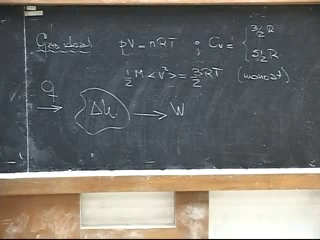 Gas ideal pV = nRT ; Cv = { 3/2 R
5/2 R
1/2 M <v²> = 3/2 RT (monoat)
q → Δu → W